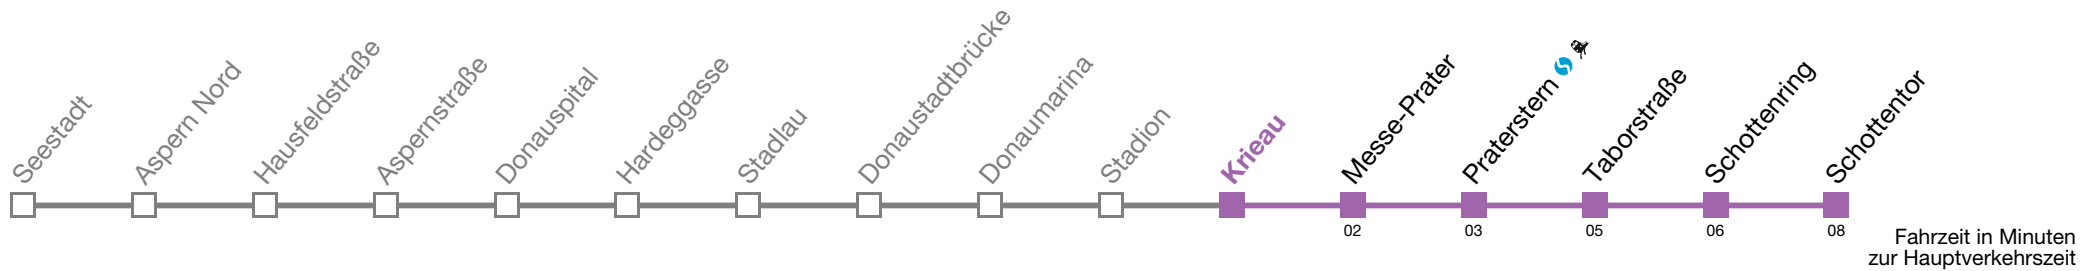 Seestadt
Aspern Nord
Hausfeldstraße
Aspernstraße
Donauspital
Hardeggasse
Stadlau
Donaustadtbrücke
Donaumarina
Stadion
Krieau
Messe-Prater
Praterstern
Taborstraße
Schottenring
Schottentor
02
03
05
06
08
Fahrzeit in Minuten
zur Hauptverkehrszeit